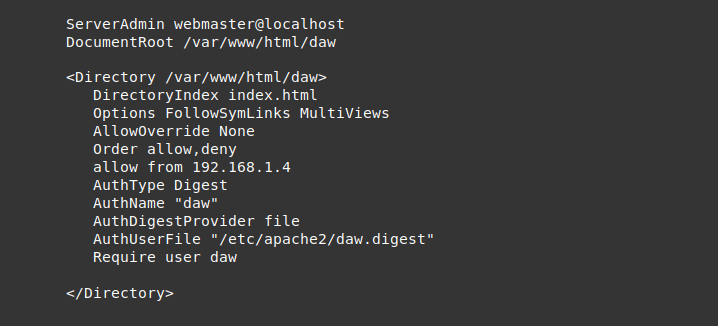 ServerAdmin webmaster@localhost
DocumentRoot /var/www/html/daw
<Directory /var/www/html/daw>
DirectoryIndex index.html
Options FollowSymLinks MultiViews
AllowOverride None
Order allow,deny
allow from 192.168.1.4
AuthType Digest
AuthName "daw"
AuthDigestProvider file
AuthUserFile "/etc/apache2/daw.digest"
Require user daw
</Directory>